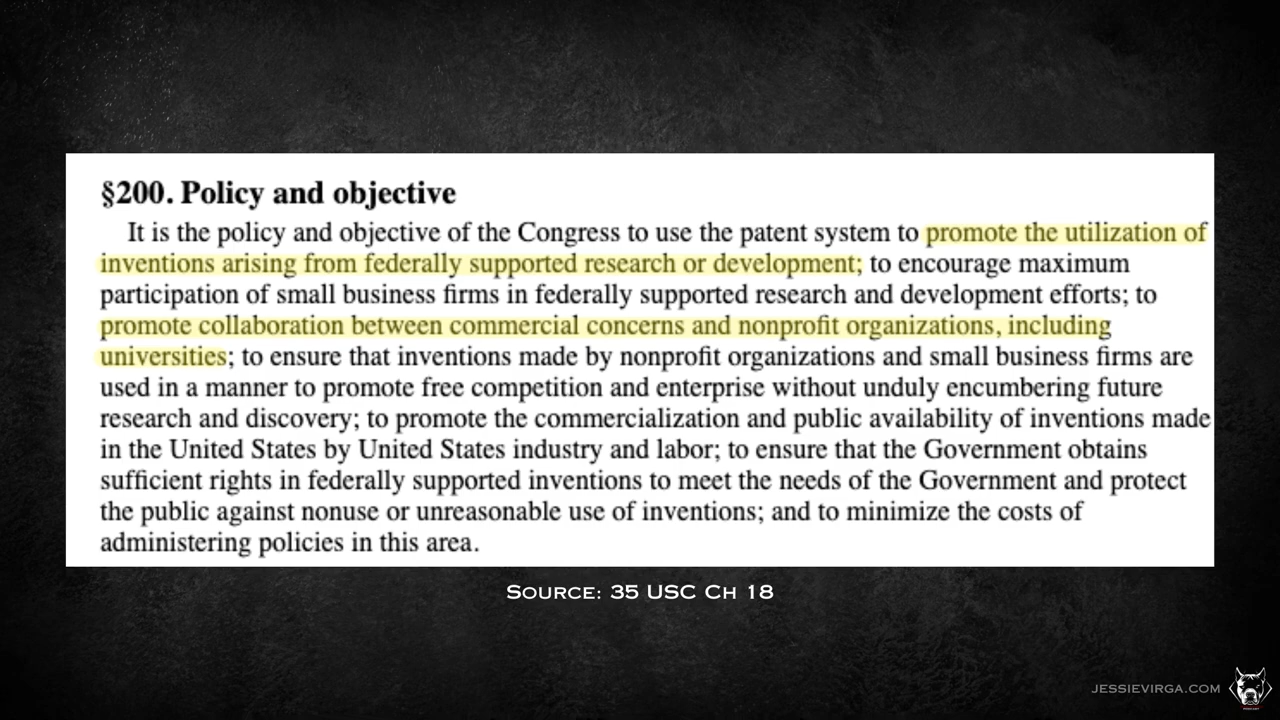 §200. Policy and objective
It is the policy and objective of the Congress to use the patent system to promote the utilization of
inventions arising from federally supported research or development; to encourage maximum
participation of small business firms in federally supported research and development efforts; to
promote collaboration between commercial concerns and nonprofit organizations, including
universities; to ensure that inventions made by nonprofit organizations and small business firms are
used in a manner to promote free competition and enterprise without unduly encumbering future
research and discovery; to promote the commercialization and public availability of inventions made
in the United States by United States industry and labor; to ensure that the Government obtains
sufficient rights in federally supported inventions to meet the needs of the Government and protect
the public against nonuse or unreasonable use of inventions; and to minimize the costs of
administering policies in this area.
SOURCE: 35 USC CH 18
JESSIEVIRGA.COM